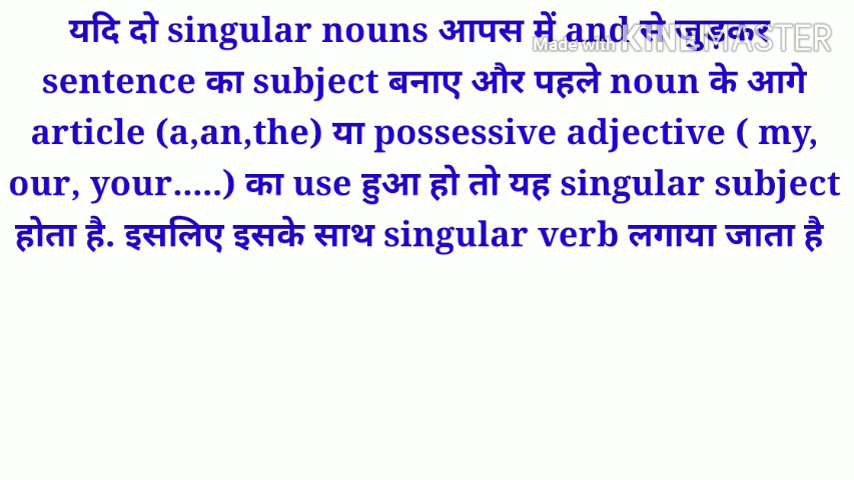 यदि दो singular nouns आपस में and से जुड़कर
Made with KINEMASTER
sentence का subject बनाए और पहले noun के आगे
article (a,an,the) या possessive adjective ( my,
our, your.....) का use हुआ हो तो यह singular subject
होता है. इसलिए इसके साथ singular verb लगाया जाता है